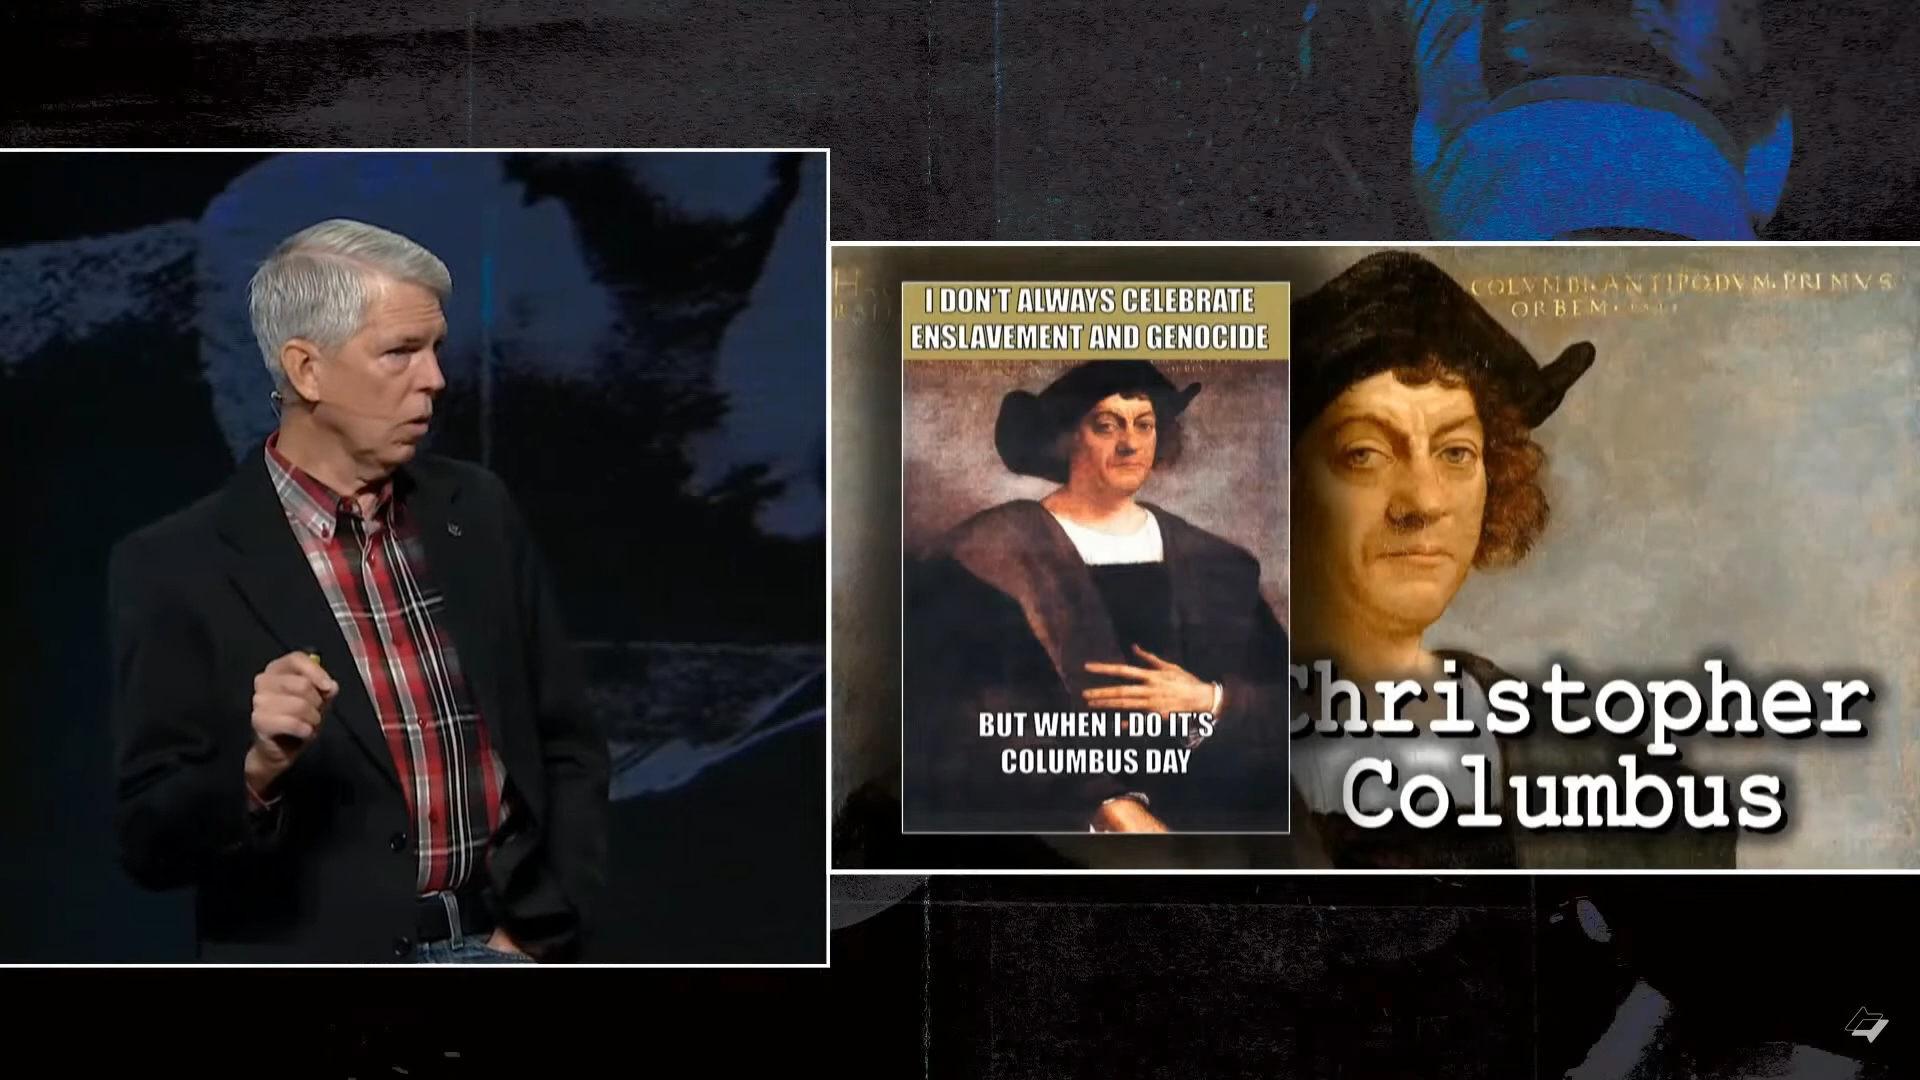 I DON'T ALWAYS CELEBRATE
ENSLAVEMENT AND GENOCIDE
BUT WHEN I DO IT'S
COLUMBUS DAY
COLVMBI ANTIPODVM PRIMVS
ORBEM
Christopher
Columbus